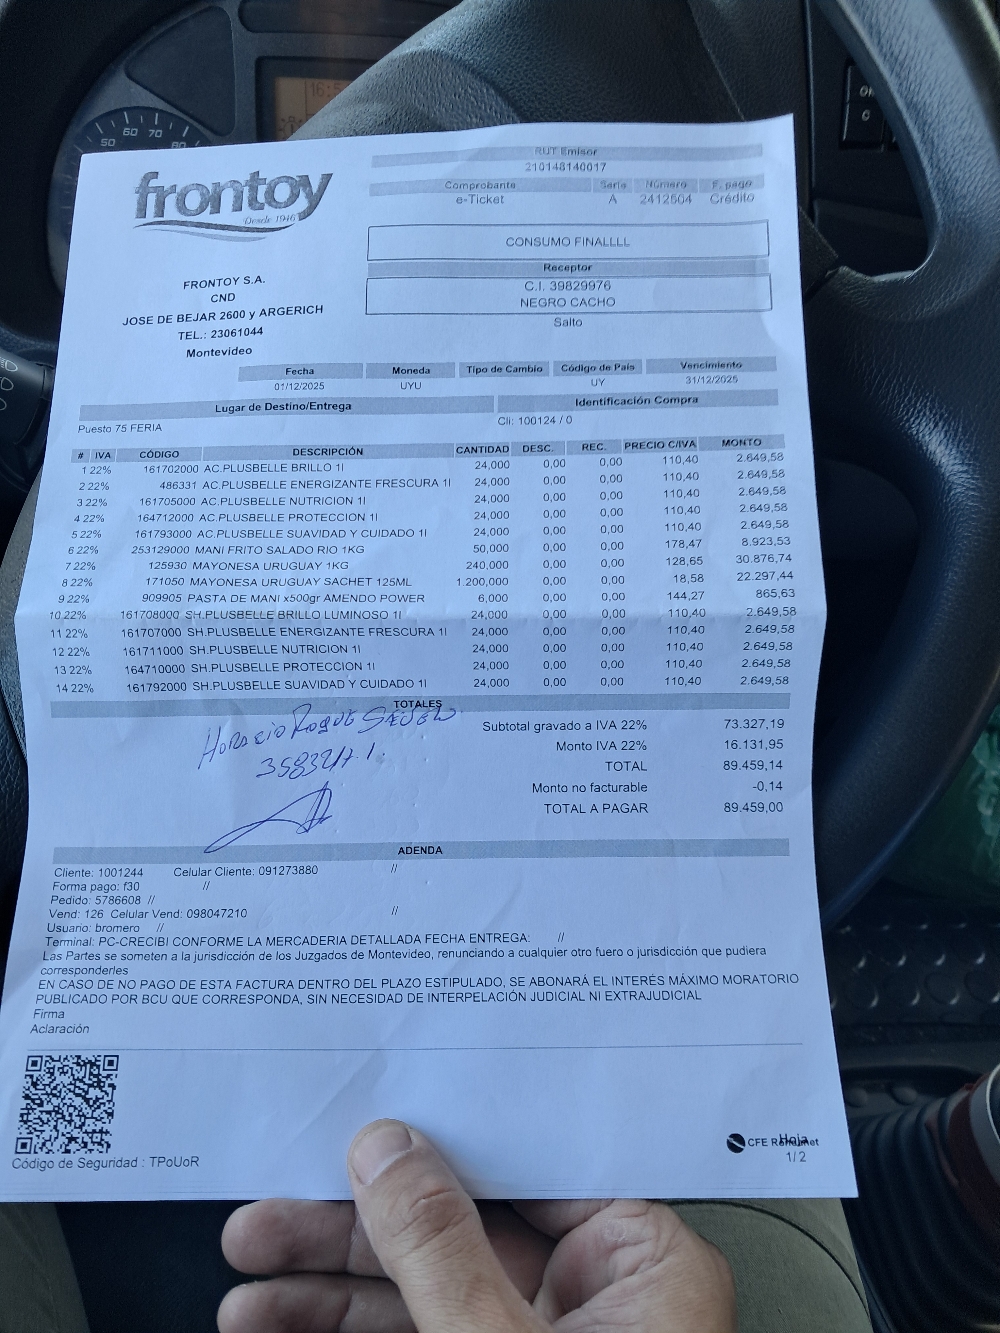 frontoy
Desde 1946
FRONTOY S.A.
CND
JOSE DE BEJAR 2600 y ARGERICH
TEL.: 23061044
Montevideo
RUT Emisor
210148140017
Comprobante Serie Número F. pago
e-Ticket A 2412504 Crédito
CONSUMO FINALLLL
Receptor
C.I. 39829976
NEGRO CACHO
Salto
Fecha Moneda Tipo de Cambio Código de País Vencimiento
01/12/2025 UYU UY 31/12/2025
Lugar de Destino/Entrega Identificación Compra
Puesto 75 FERIA Cli: 100124 / 0
# IVA CÓDIGO DESCRIPCIÓN CANTIDAD DESC. REC. PRECIO C/IVA MONTO
1 22% 161702000 AC.PLUSBELLE BRILLO 1l 24,000 0,00 0,00 110,40 2.649,58
2 22% 486331 AC.PLUSBELLE ENERGIZANTE FRESCURA 1l 24,000 0,00 0,00 110,40 2.649,58
3 22% 161705000 AC.PLUSBELLE NUTRICION 1l 24,000 0,00 0,00 110,40 2.649,58
4 22% 164712000 AC.PLUSBELLE PROTECCION 1l 24,000 0,00 0,00 110,40 2.649,58
5 22% 161793000 AC.PLUSBELLE SUAVIDAD Y CUIDADO 1l 24,000 0,00 0,00 110,40 2.649,58
6 22% 253129000 MANI FRITO SALADO RIO 1KG 50,000 0,00 0,00 178,47 8.923,53
7 22% 125930 MAYONESA URUGUAY 1KG 240,000 0,00 0,00 128,65 30.876,74
8 22% 171050 MAYONESA URUGUAY SACHET 125ML 1.200,000 0,00 0,00 18,58 22.297,44
9 22% 909905 PASTA DE MANI x500gr AMENDO POWER 6,000 0,00 0,00 144,27 865,63
10 22% 161708000 SH.PLUSBELLE BRILLO LUMINOSO 1l 24,000 0,00 0,00 110,40 2.649,58
11 22% 161707000 SH.PLUSBELLE ENERGIZANTE FRESCURA 1l 24,000 0,00 0,00 110,40 2.649,58
12 22% 161711000 SH.PLUSBELLE NUTRICION 1l 24,000 0,00 0,00 110,40 2.649,58
13 22% 164710000 SH.PLUSBELLE PROTECCION 1l 24,000 0,00 0,00 110,40 2.649,58
14 22% 161792000 SH.PLUSBELLE SUAVIDAD Y CUIDADO 1l 24,000 0,00 0,00 110,40 2.649,58
TOTALES
Horacio Roque
Subtotal gravado a IVA 22% 73.327,19
Monto IVA 22% 16.131,95
TOTAL 89.459,14
Monto no facturable -0,14
TOTAL A PAGAR 89.459,00
ADENDA
Cliente: 1001244 Celular Cliente: 091273880 //
Forma pago: f30 //
Pedido: 5786608 //
Vend: 126 Celular Vend: 098047210 //
Usuario: bromero //
Terminal: PC-CRECIBI CONFORME LA MERCADERIA DETALLADA FECHA ENTREGA: //
Las Partes se someten a la jurisdicción de los Juzgados de Montevideo, renunciando a cualquier otro fuero o jurisdicción que pudiera
corresponderles
EN CASO DE NO PAGO DE ESTA FACTURA DENTRO DEL PLAZO ESTIPULADO, SE ABONARÁ EL INTERÉS MÁXIMO MORATORIO
PUBLICADO POR BCU QUE CORRESPONDA, SIN NECESIDAD DE INTERPELACIÓN JUDICIAL NI EXTRAJUDICIAL
Firma
Aclaración
Código de Seguridad : TPoUoR
CFE
Hoja
1/2
50 60 70 80